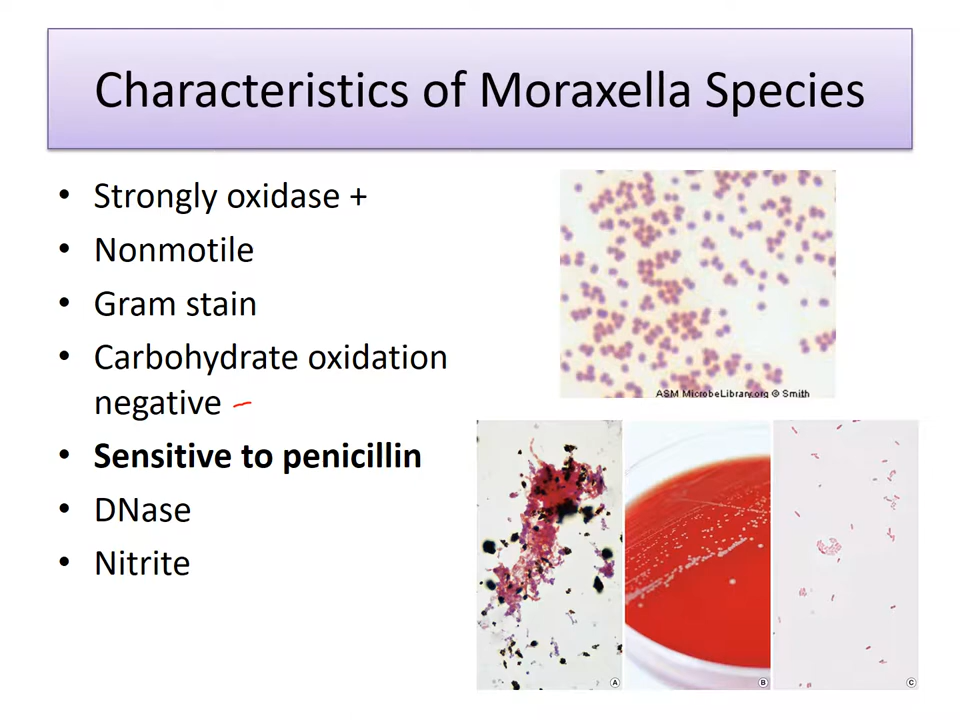 Characteristics of Moraxella Species
• Strongly oxidase +
• Nonmotile
• Gram stain
• Carbohydrate oxidation
negative –
• Sensitive to penicillin
• DNase
• Nitrite
ASM MicrobeLibrary.org © Smith
A
B
C